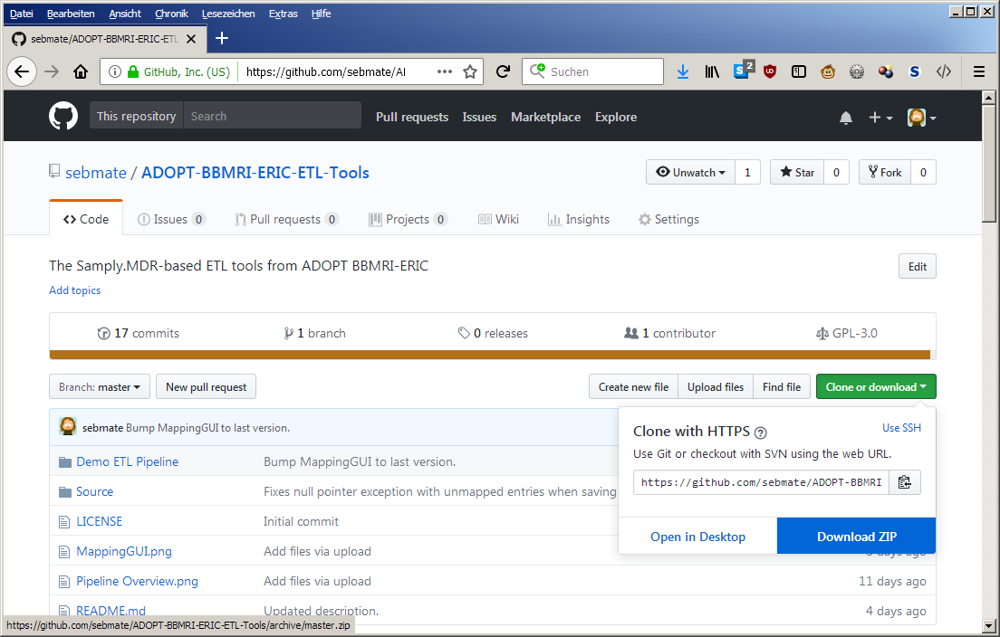 Datei Bearbeiten Ansicht Chronik Lesezeichen Extras Hilfe
sebmate/ADOPT-BBMRI-ERIC-ETL
GitHub, Inc. (US) https://github.com/sebmate/AI Suchen 2 S
This repository Search Pull requests Issues Marketplace Explore
sebmate / ADOPT-BBMRI-ERIC-ETL-Tools Unwatch 1 Star 0 Fork 0
Code Issues 0 Pull requests 0 Projects 0 Wiki Insights Settings
The Samply.MDR-based ETL tools from ADOPT BBMRI-ERIC Edit
Add topics
17 commits 1 branch 0 releases 1 contributor GPL-3.0
Branch: master New pull request Create new file Upload files Find file Clone or download
sebmate Bump MappingGUI to last version.
Clone with HTTPS ? Use SSH
Use Git or checkout with SVN using the web URL.
https://github.com/sebmate/ADOPT-BBMRI
Open in Desktop Download ZIP
Demo ETL Pipeline Bump MappingGUI to last version.
Source Fixes null pointer exception with unmapped entries when saving
LICENSE Initial commit
MappingGUI.png Add files via upload days ago
Pipeline Overview.png Add files via upload 11 days ago
README.md Updated description. 4 days ago
https://github.com/sebmate/ADOPT-BBMRI-ERIC-ETL-Tools/archive/master.zip